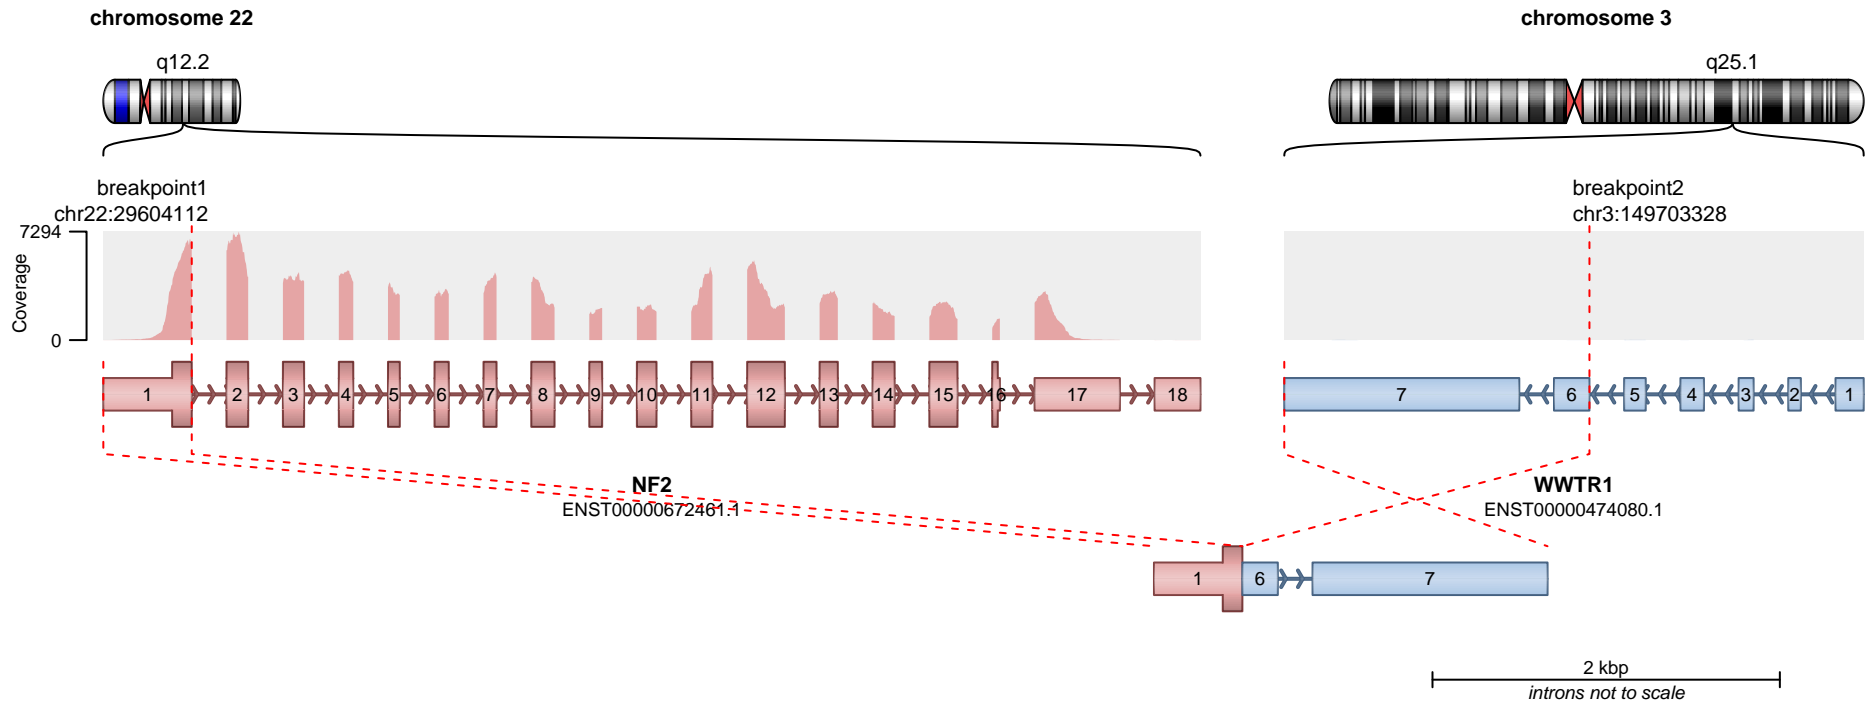 chromosome 22
chromosome 3
q12.2
q25.1
breakpoint1
chr22:29604112
breakpoint2
chr3:149703328
7294
Coverage
0
1 2 3 4 5 6 7 8 9 10 11 12 13 14 15 16 17 18
7 6 5 4 3 2 1
NF2
ENST00000672461.1
WWTR1
ENST00000474080.1
1 6 7
2 kbp
introns not to scale